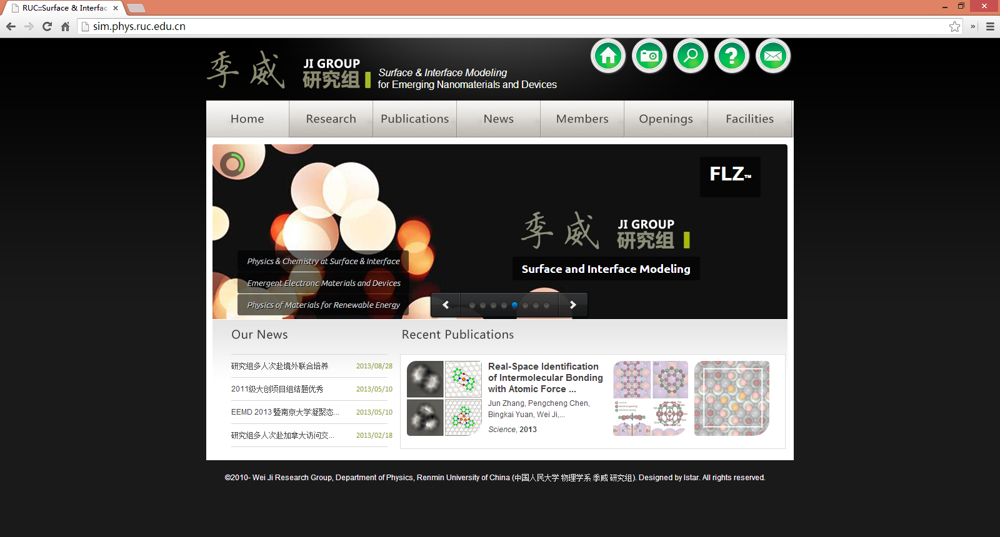 RUC::Surface & Interfac
sim.phys.ruc.edu.cn
季威
JI GROUP
研究组
Surface & Interface Modeling
for Emerging Nanomaterials and Devices
Home
Research
Publications
News
Members
Openings
Facilities
FLZ™
季威
JI GROUP
研究组
Surface and Interface Modeling
Physics & Chemistry at Surface & Interface
Emergent Electronc Materials and Devices
Physics of Materials for Renewable Energy
Our News
研究组多人次赴境外联合培养 2013/08/28
2011级大创项目组结题优秀 2013/05/10
EEMD 2013 暨南京大学凝聚态... 2013/05/10
研究组多人次赴加拿大访问交... 2013/02/18
Recent Publications
Real-Space Identification
of Intermolecular Bonding
with Atomic Force ...
Jun Zhang, Pengcheng Chen,
Bingkai Yuan, Wei Ji,...
Science, 2013
(b)
Br K K Br
©2010- Wei Ji Research Group, Department of Physics, Renmin University of China (中国人民大学 物理学系 季威 研究组). Designed by Istar. All rights reserved.